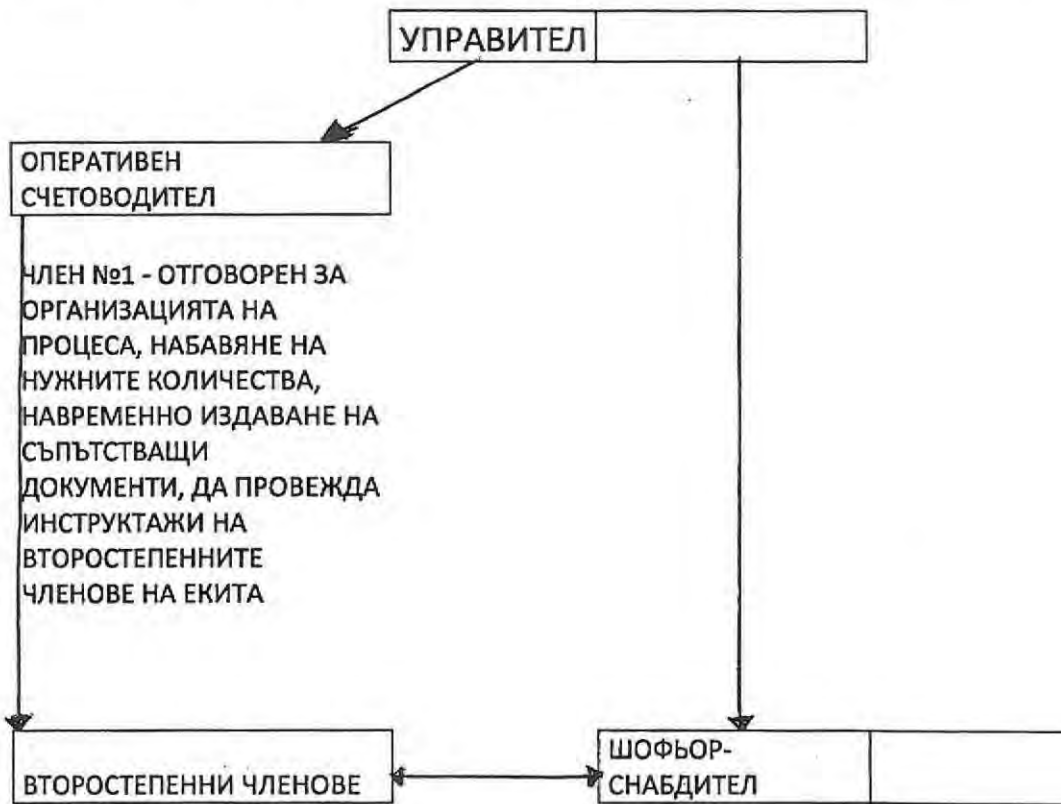 УПРАВИТЕЛ
ОПЕРАТИВЕН
СЧЕТОВОДИТЕЛ
ЧЛЕН №1 - ОТГОВОРЕН ЗА
ОРГАНИЗАЦИЯТА НА
ПРОЦЕСА, НАБАВЯНЕ НА
НУЖНИТЕ КОЛИЧЕСТВА,
НАВРЕМЕННО ИЗДАВАНЕ НА
СЪПЪТСТВАЩИ
ДОКУМЕНТИ, ДА ПРОВЕЖДА
ИНСТРУКТАЖИ НА
ВТОРОСТЕПЕННИТЕ
ЧЛЕНОВЕ НА ЕКИТА
ВТОРОСТЕПЕННИ ЧЛЕНОВЕ
ШОФЬОР-
СНАБДИТЕЛ